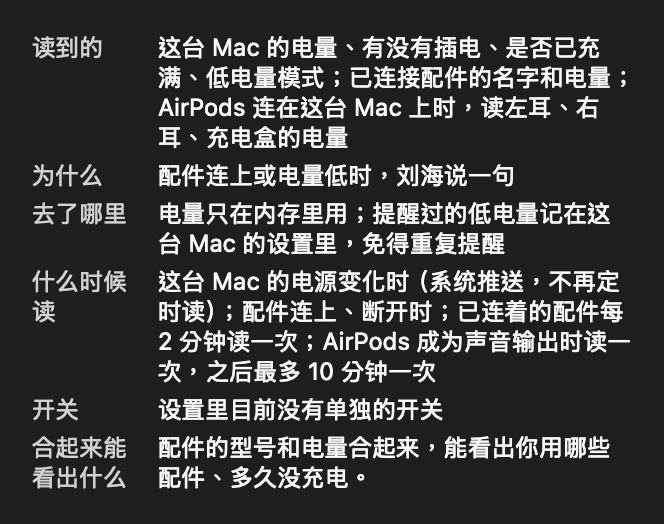 读到的
这台 Mac 的电量、有没有插电、是否已充
满、低电量模式；已连接配件的名字和电量；
AirPods 连在这台 Mac 上时，读左耳、右
耳、充电盒的电量
为什么
配件连上或电量低时，刘海说一句
去了哪里
电量只在内存里用；提醒过的低电量记在这
台 Mac 的设置里，免得重复提醒
什么时候
读
这台 Mac 的电源变化时（系统推送，不再定
时读）；配件连上、断开时；已连着的配件每
2 分钟读一次；AirPods 成为声音输出时读一
次，之后最多 10 分钟一次
开关
设置里目前没有单独的开关
合起来能
看出什么
配件的型号和电量合起来，能看出你用哪些
配件、多久没充电。